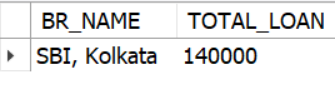 BR_NAME TOTAL_LOAN
SBI, Kolkata 140000